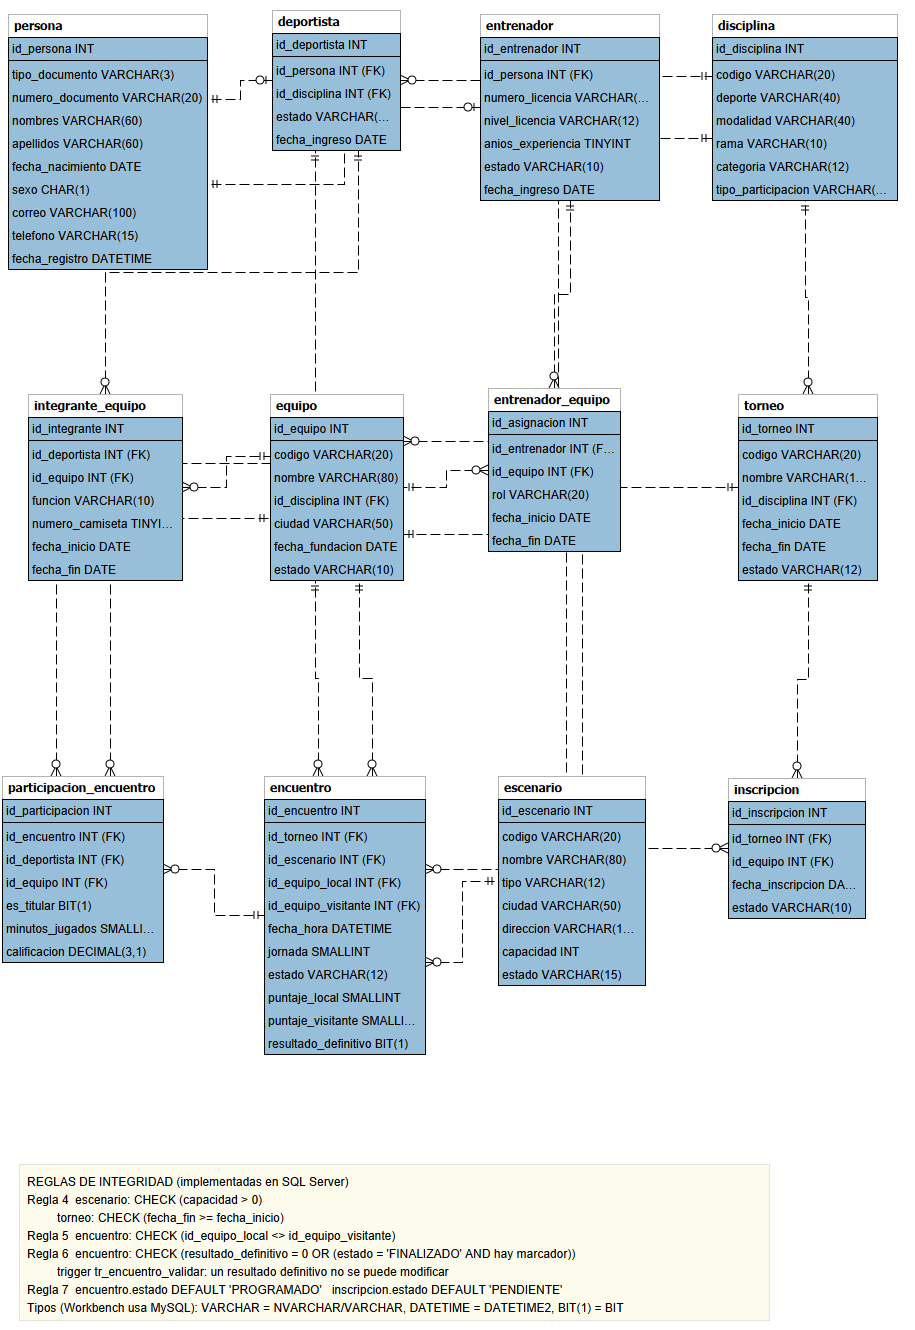 persona
id_persona INT
tipo_documento VARCHAR(3)
numero_documento VARCHAR(20)
nombres VARCHAR(60)
apellidos VARCHAR(60)
fecha_nacimiento DATE
sexo CHAR(1)
correo VARCHAR(100)
telefono VARCHAR(15)
fecha_registro DATETIME
deportista
id_deportista INT
id_persona INT (FK)
id_disciplina INT (FK)
estado VARCHAR(...
fecha_ingreso DATE
entrenador
id_entrenador INT
id_persona INT (FK)
numero_licencia VARCHAR(...
nivel_licencia VARCHAR(12)
anios_experiencia TINYINT
estado VARCHAR(10)
fecha_ingreso DATE
disciplina
id_disciplina INT
codigo VARCHAR(20)
deporte VARCHAR(40)
modalidad VARCHAR(40)
rama VARCHAR(10)
categoria VARCHAR(12)
tipo_participacion VARCHAR(...
integrante_equipo
id_integrante INT
id_deportista INT (FK)
id_equipo INT (FK)
funcion VARCHAR(10)
numero_camiseta TINYI...
fecha_inicio DATE
fecha_fin DATE
equipo
id_equipo INT
codigo VARCHAR(20)
nombre VARCHAR(80)
id_disciplina INT (FK)
ciudad VARCHAR(50)
fecha_fundacion DATE
estado VARCHAR(10)
entrenador_equipo
id_asignacion INT
id_entrenador INT (F...
id_equipo INT (FK)
rol VARCHAR(20)
fecha_inicio DATE
fecha_fin DATE
torneo
id_torneo INT
codigo VARCHAR(20)
nombre VARCHAR(1...
id_disciplina INT (FK)
fecha_inicio DATE
fecha_fin DATE
estado VARCHAR(12)
participacion_encuentro
id_participacion INT
id_encuentro INT (FK)
id_deportista INT (FK)
id_equipo INT (FK)
es_titular BIT(1)
minutos_jugados SMALLI...
calificacion DECIMAL(3,1)
encuentro
id_encuentro INT
id_torneo INT (FK)
id_escenario INT (FK)
id_equipo_local INT (FK)
id_equipo_visitante INT (FK)
fecha_hora DATETIME
jornada SMALLINT
estado VARCHAR(12)
puntaje_local SMALLINT
puntaje_visitante SMALLI...
resultado_definitivo BIT(1)
escenario
id_escenario INT
codigo VARCHAR(20)
nombre VARCHAR(80)
tipo VARCHAR(12)
ciudad VARCHAR(50)
direccion VARCHAR(1...
capacidad INT
estado VARCHAR(15)
inscripcion
id_inscripcion INT
id_torneo INT (FK)
id_equipo INT (FK)
fecha_inscripcion DA...
estado VARCHAR(10)
REGLAS DE INTEGRIDAD (implementadas en SQL Server)
Regla 4 escenario: CHECK (capacidad > 0)
torneo: CHECK (fecha_fin >= fecha_inicio)
Regla 5 encuentro: CHECK (id_equipo_local <> id_equipo_visitante)
Regla 6 encuentro: CHECK (resultado_definitivo = 0 OR (estado = 'FINALIZADO' AND hay marcador))
trigger tr_encuentro_validar: un resultado definitivo no se puede modificar
Regla 7 encuentro.estado DEFAULT 'PROGRAMADO' inscripcion.estado DEFAULT 'PENDIENTE'
Tipos (Workbench usa MySQL): VARCHAR = NVARCHAR/VARCHAR, DATETIME = DATETIME2, BIT(1) = BIT